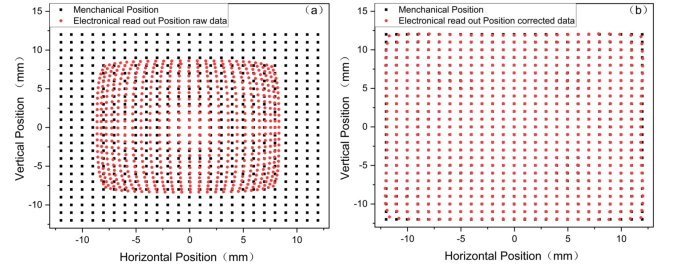 Menchanical Position
Electronical read out Position raw data
(a)
15
10
5
0
-5
-10
-10
-5
0
5
10
Vertical Position (mm)
Horizontal Position (mm)
Menchanical Position
Electronical read out Position corrected data
(b)
15
10
5
0
-5
-10
-10
-5
0
5
10
Vertical Position (mm)
Horizontal Position (mm)